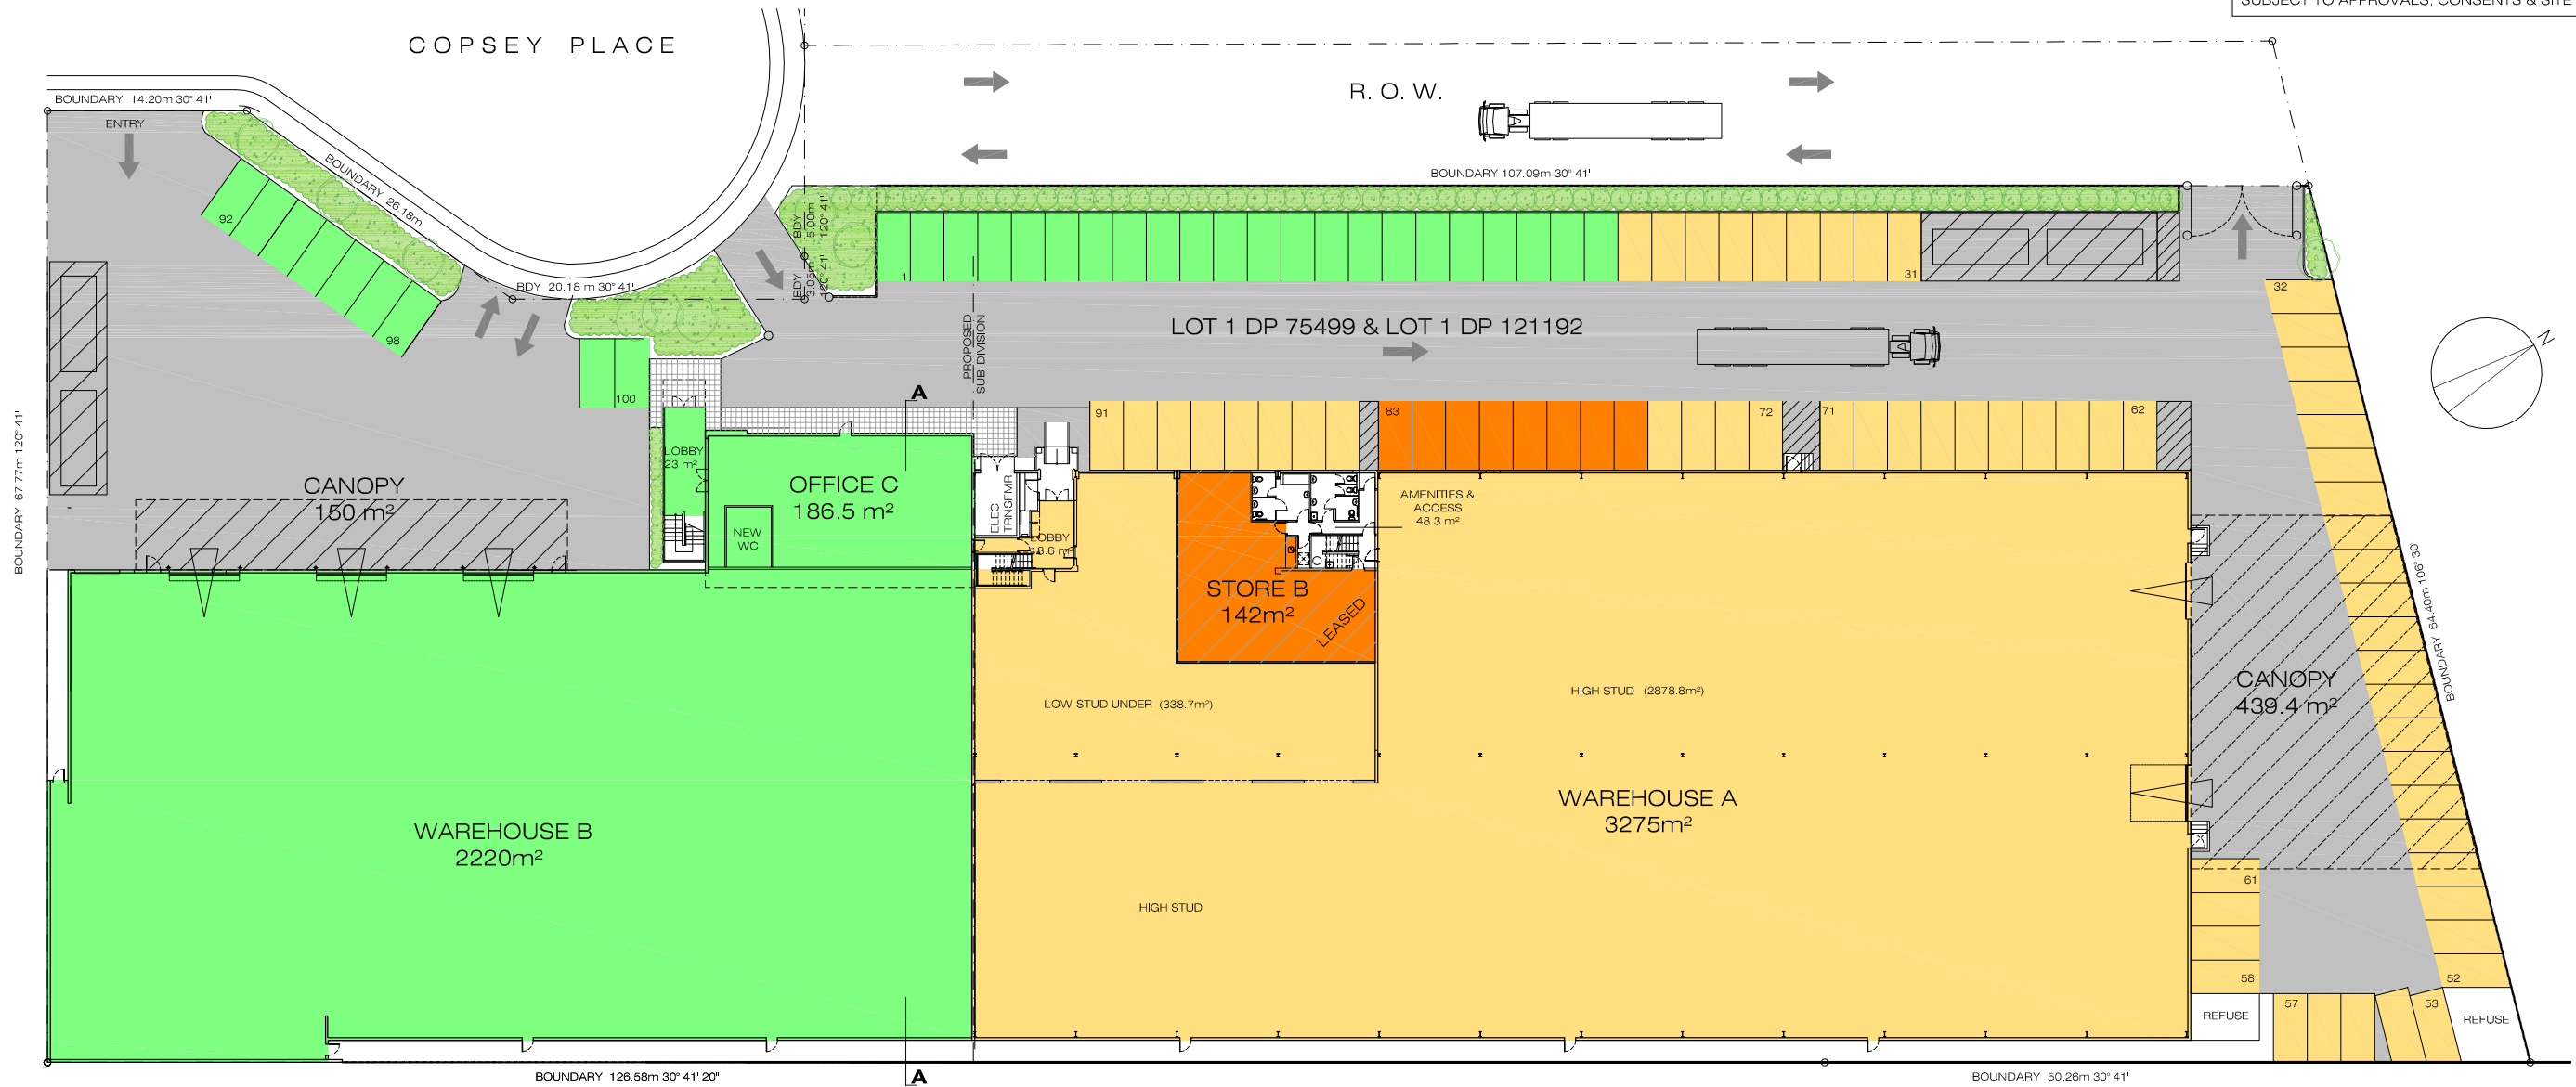 SUBJECT TO APPROVALS, CONSENTS & SITE
COPSEY PLACE
R. O. W.
BOUNDARY 14.20m 30° 41'
ENTRY
BOUNDARY 26.18m
BOUNDARY 107.09m 30° 41'
92
98
BDY 20.18 m 30° 41'
BDY 5.00m 120° 41'
BDY 3.05m 120° 41'
1
31
32
PROPOSED
SUB-DIVISION
LOT 1 DP 75499 & LOT 1 DP 121192
N
100
A
91
83
72
71
62
BOUNDARY 67.77m 120° 41'
CANOPY
150 m²
LOBBY
23 m²
OFFICE C
186.5 m²
NEW
WC
ELEC
TRNSFMR
LOBBY
18.6 m²
AMENITIES &
ACCESS
48.3 m²
STORE B
142m²
LEASED
HIGH STUD (2878.8m²)
LOW STUD UNDER (338.7m²)
CANOPY
439.4 m²
BOUNDARY 64.40m 106° 30'
WAREHOUSE B
2220m²
WAREHOUSE A
3275m²
HIGH STUD
61
58
52
57
53
REFUSE
REFUSE
BOUNDARY 126.58m 30° 41' 20"
A
BOUNDARY 50.26m 30° 41'